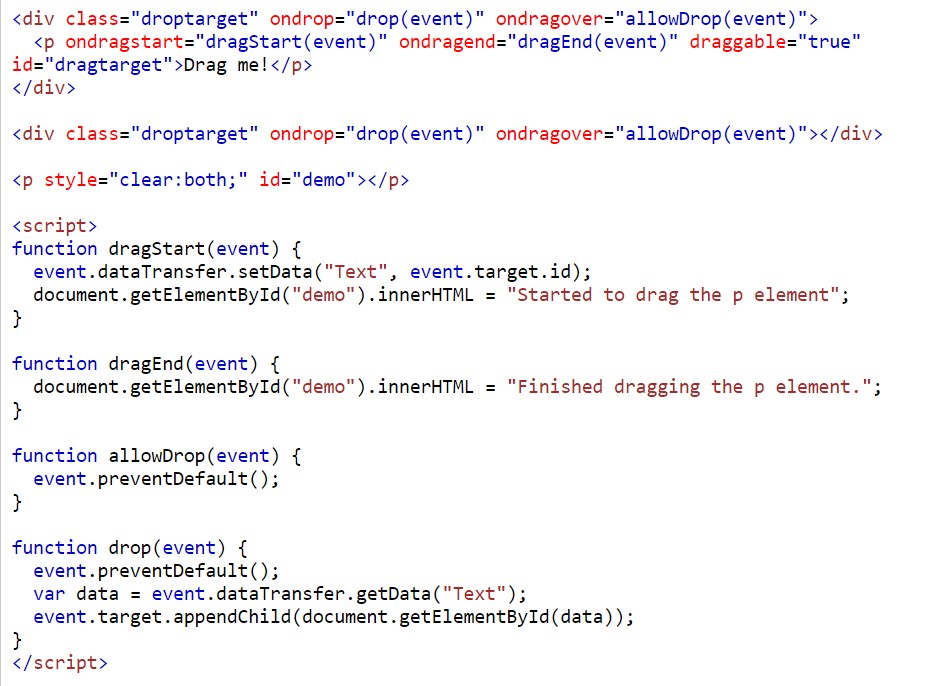 <div class="droptarget" ondrop="drop(event)" ondragover="allowDrop(event)">
  <p ondragstart="dragStart(event)" ondragend="dragEnd(event)" draggable="true"
id="dragtarget">Drag me!</p>
</div>

<div class="droptarget" ondrop="drop(event)" ondragover="allowDrop(event)"></div>

<p style="clear:both;" id="demo"></p>

<script>
function dragStart(event) {
  event.dataTransfer.setData("Text", event.target.id);
  document.getElementById("demo").innerHTML = "Started to drag the p element";
}

function dragEnd(event) {
  document.getElementById("demo").innerHTML = "Finished dragging the p element.";
}

function allowDrop(event) {
  event.preventDefault();
}

function drop(event) {
  event.preventDefault();
  var data = event.dataTransfer.getData("Text");
  event.target.appendChild(document.getElementById(data));
}
</script>